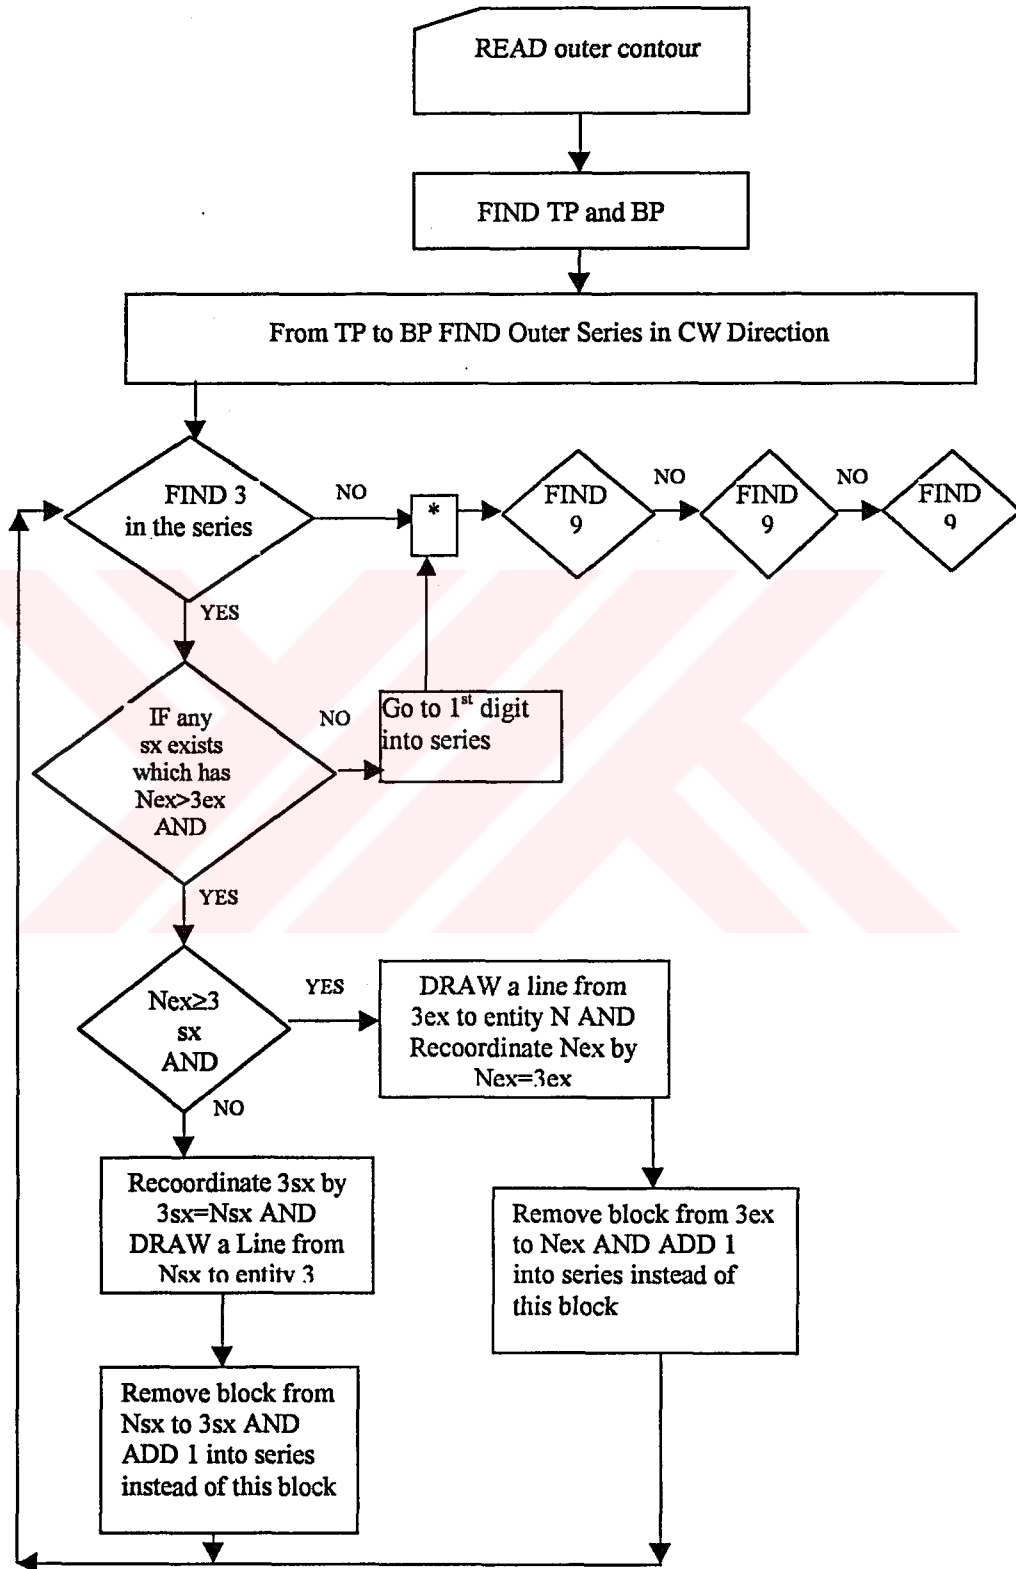 READ outer contour
FIND TP and BP
From TP to BP FIND Outer Series in CW Direction
FIND 3
in the series
NO
*
FIND
9
NO
FIND
9
NO
FIND
9
YES
IF any
sx exists
which has
Nex>3ex
AND
NO
Go to 1st digit
into series
YES
Nex≥3
sx
AND
YES
DRAW a line from
3ex to entity N AND
Recoordinate Nex by
Nex=3ex
NO
Recoordinate 3sx by
3sx=Nsx AND
DRAW a Line from
Nsx to entity 3
Remove block from 3ex
to Nex AND ADD 1
into series instead of
this block
Remove block from
Nsx to 3sx AND
ADD 1 into series
instead of this block